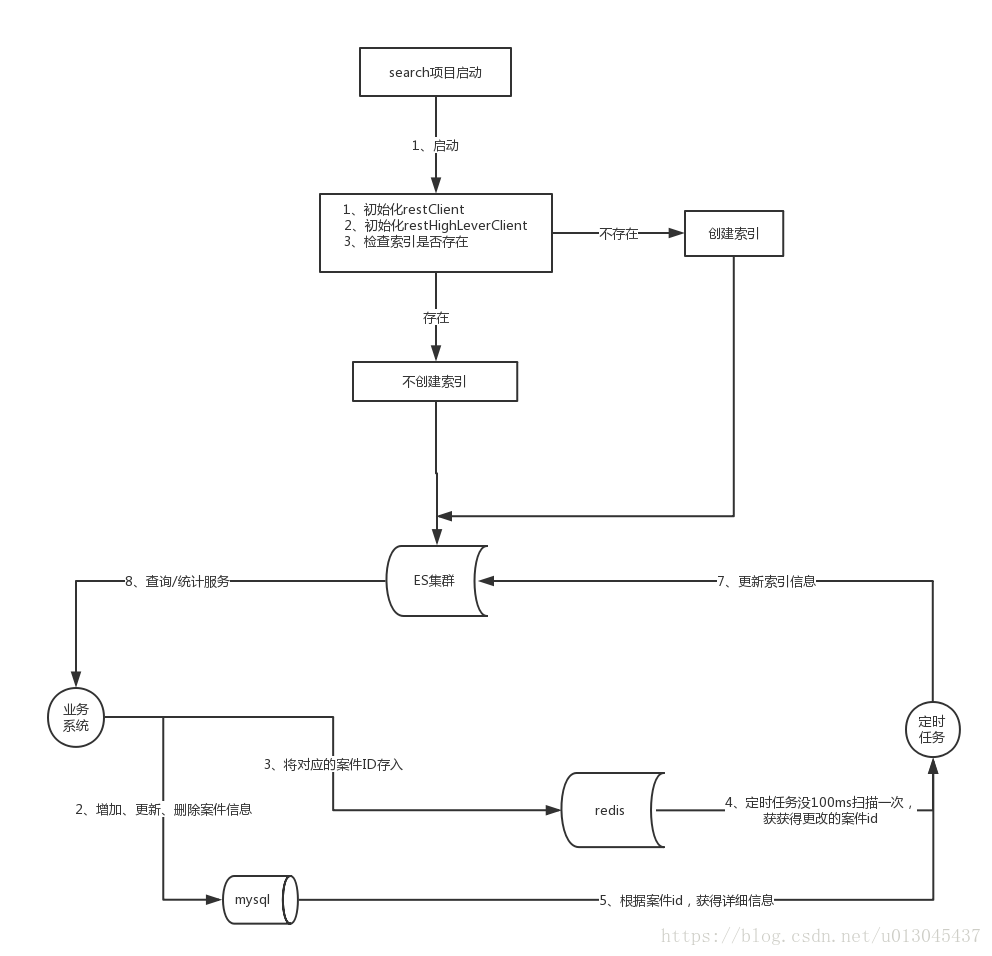 search项目启动
1、启动
1、初始化restClient
2、初始化restHighLeverClient
3、检查索引是否存在
不存在
创建索引
存在
不创建索引
ES集群
8、查询/统计服务
7、更新索引信息
业务
系统
定时
任务
3、将对应的案件ID存入
2、增加、更新、删除案件信息
redis
4、定时任务没100ms扫描一次，
获获得更改的案件id
mysql
5、根据案件id，获得详细信息
https://blog.csdn.net/u013045437